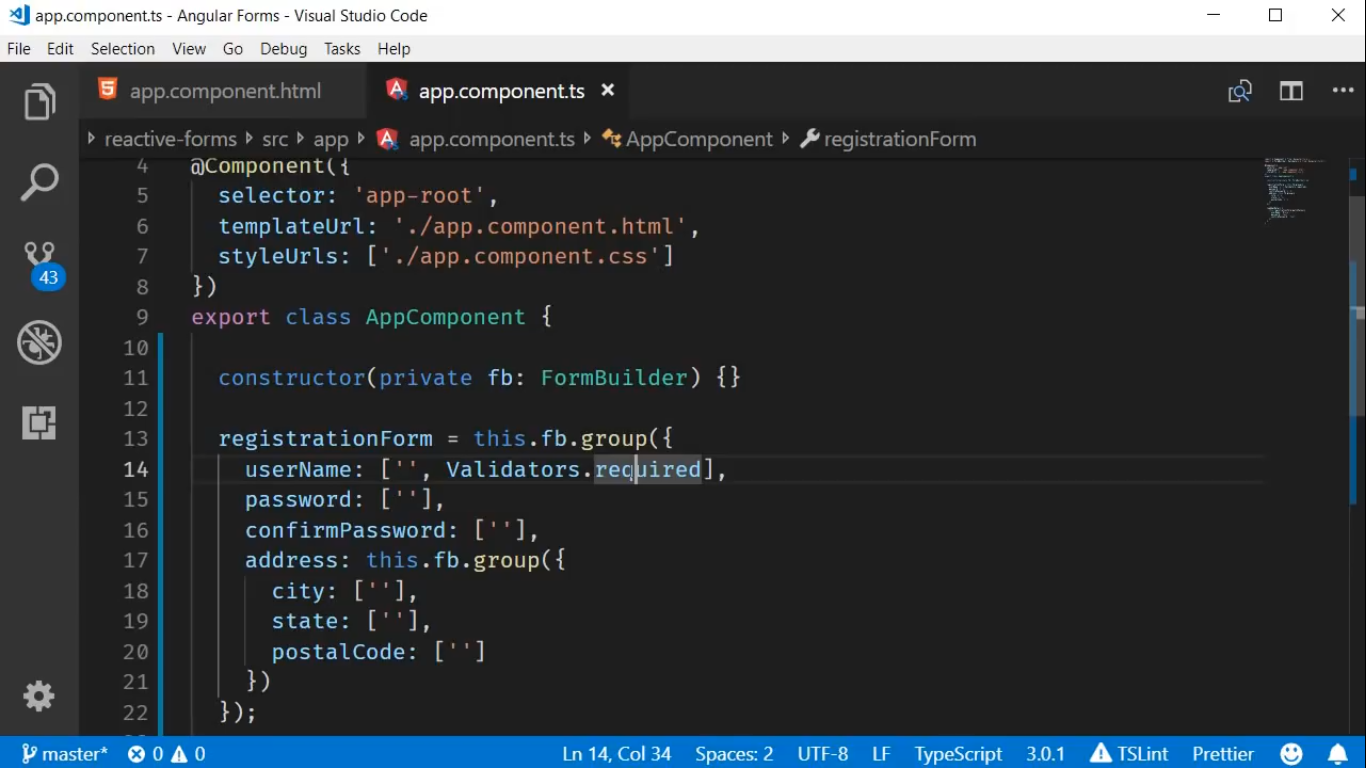 app.component.ts - Angular Forms - Visual Studio Code
File Edit Selection View Go Debug Tasks Help
app.component.html app.component.ts
reactive-forms src app app.component.ts AppComponent registrationForm
4 @Component({
5 selector: 'app-root',
6 templateUrl: './app.component.html',
7 styleUrls: ['./app.component.css']
8 })
9 export class AppComponent {
10
11 constructor(private fb: FormBuilder) {}
12
13 registrationForm = this.fb.group({
14 userName: ['', Validators.required],
15 password: [''],
16 confirmPassword: [''],
17 address: this.fb.group({
18 city: [''],
19 state: [''],
20 postalCode: ['']
21 })
22 });
43
master* 0 0 Ln 14, Col 34 Spaces: 2 UTF-8 LF TypeScript 3.0.1 TSLint Prettier